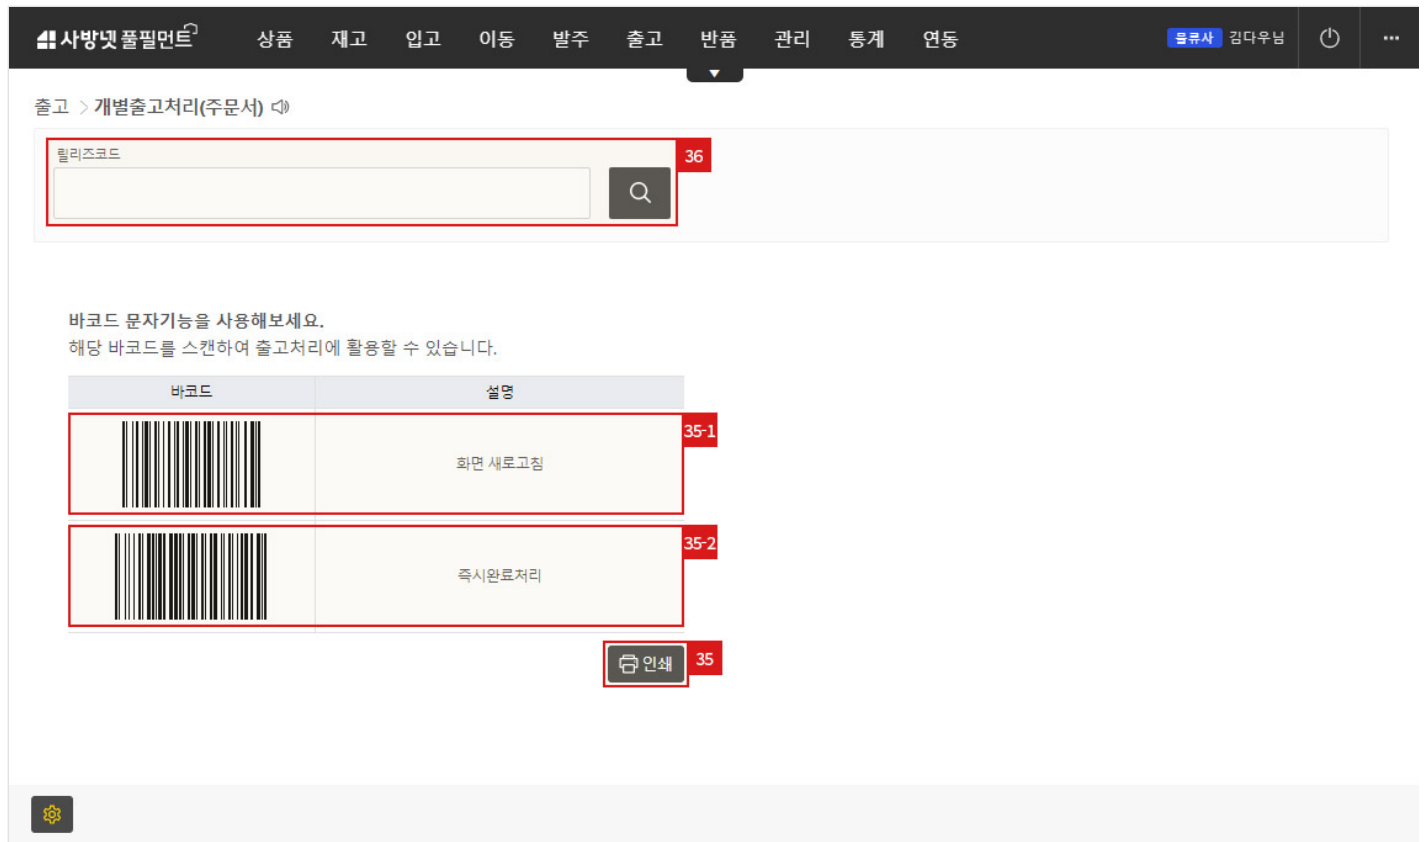 사방넷 풀필먼트 상품 재고 입고 이동 발주 출고 반품 관리 통계 연동 물류사 김다우님
출고 > 개별출고처리(주문서)
릴리즈코드
36
바코드 문자기능을 사용해보세요.
해당 바코드를 스캔하여 출고처리에 활용할 수 있습니다.
바코드 설명
35-1
화면 새로고침
35-2
즉시완료처리
인쇄 35